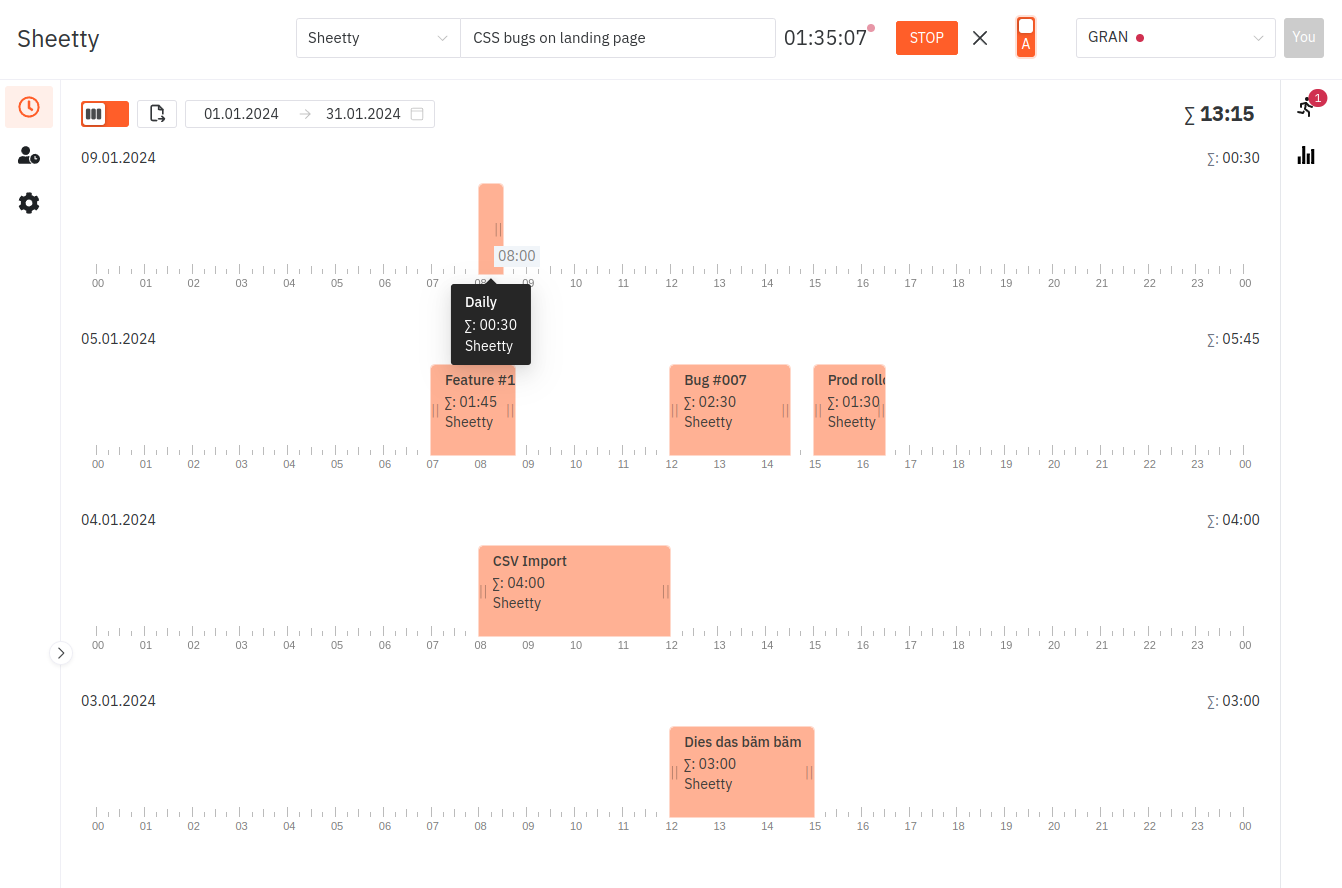 Sheetty
Sheetty
CSS bugs on landing page
01:35:07
STOP
A
GRAN
You
01.01.2024
31.01.2024
∑ 13:15
1
09.01.2024
∑: 00:30
08:00
00 01 02 03 04 05 06 07 08 09 10 11 12 13 14 15 16 17 18 19 20 21 22 23 00
Daily
∑: 00:30
Sheetty
05.01.2024
∑: 05:45
Feature #1
∑: 01:45
Sheetty
Bug #007
∑: 02:30
Sheetty
Prod rollo
∑: 01:30
Sheetty
00 01 02 03 04 05 06 07 08 09 10 11 12 13 14 15 16 17 18 19 20 21 22 23 00
04.01.2024
∑: 04:00
CSV Import
∑: 04:00
Sheetty
00 01 02 03 04 05 06 07 08 09 10 11 12 13 14 15 16 17 18 19 20 21 22 23 00
03.01.2024
∑: 03:00
Dies das bäm bäm
∑: 03:00
Sheetty
00 01 02 03 04 05 06 07 08 09 10 11 12 13 14 15 16 17 18 19 20 21 22 23 00